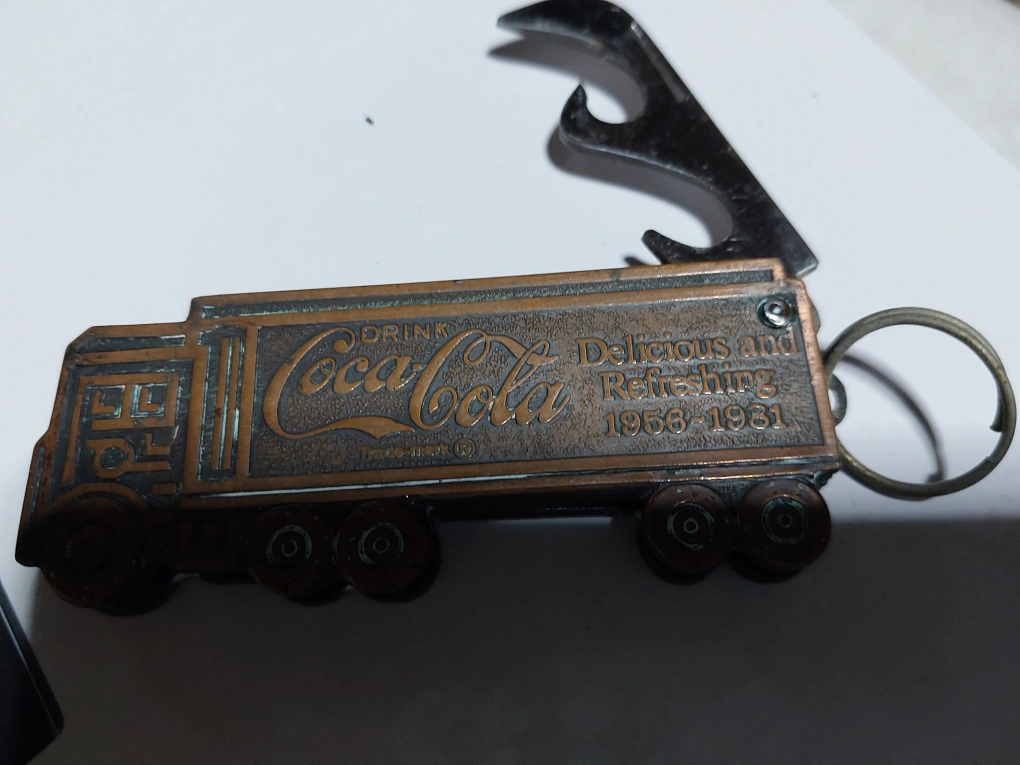 DRINK
Coca-Cola
Trade-mark ®
Delicious and
Refreshing
1956-1981